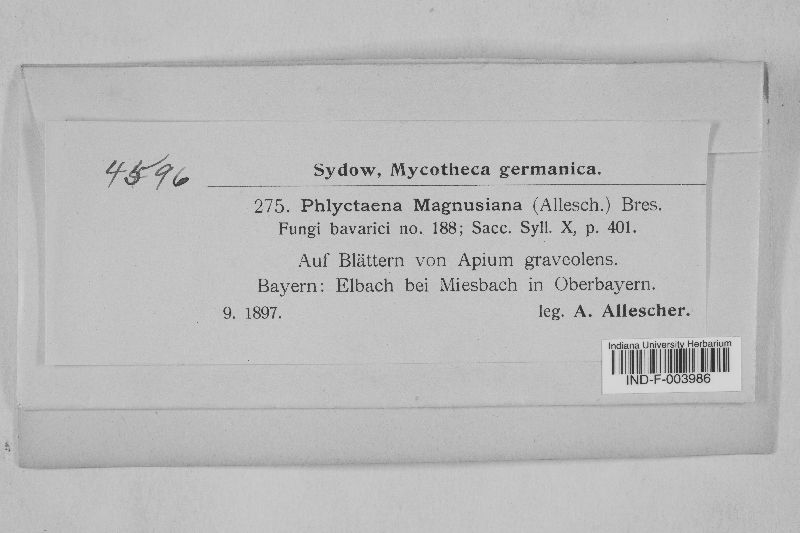 4596
Sydow, Mycotheca germanica.
275. Phlyctaena Magnusiana (Allesch.) Bres.
Fungi bavarici no. 188; Sacc. Syll. X, p. 401.
Auf Blättern von Apium graveolens.
Bayern: Elbach bei Miesbach in Oberbayern.
9. 1897. leg. A. Allescher.
Indiana University Herbarium
IND-F-003986